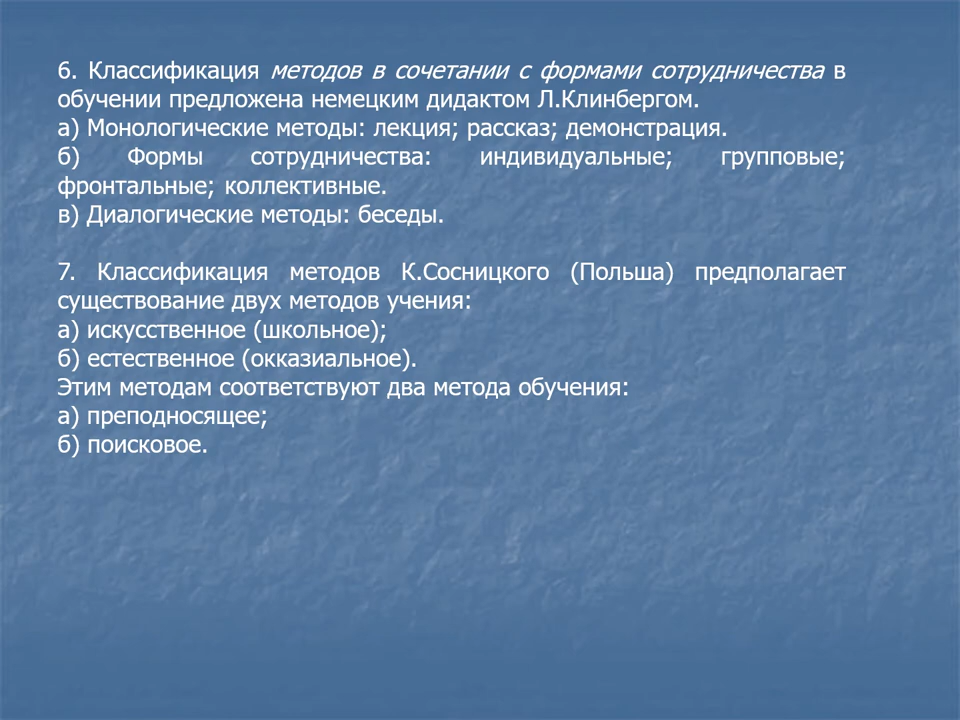 6. Классификация методов в сочетании с формами сотрудничества в
обучении предложена немецким дидактом Л.Клинбергом.
а) Монологические методы: лекция; рассказ; демонстрация.
б) Формы сотрудничества: индивидуальные; групповые;
фронтальные; коллективные.
в) Диалогические методы: беседы.
7. Классификация методов К.Сосницкого (Польша) предполагает
существование двух методов учения:
а) искусственное (школьное);
б) естественное (окказиальное).
Этим методам соответствуют два метода обучения:
а) преподносящее;
б) поисковое.